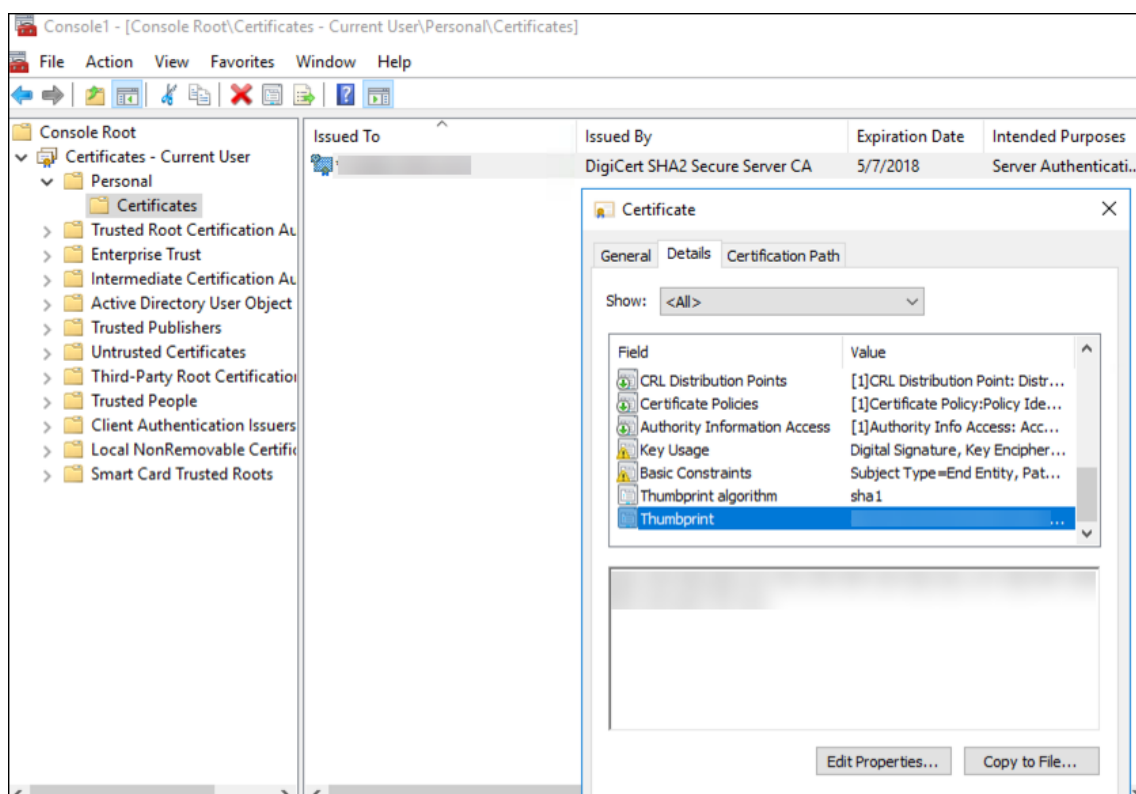 Console1 - [Console Root\Certificates - Current User\Personal\Certificates]
File Action View Favorites Window Help
Console Root
Certificates - Current User
Personal
Certificates
Trusted Root Certification Au
Enterprise Trust
Intermediate Certification Au
Active Directory User Object
Trusted Publishers
Untrusted Certificates
Third-Party Root Certification
Trusted People
Client Authentication Issuers
Local NonRemovable Certific
Smart Card Trusted Roots
Issued To Issued By Expiration Date Intended Purposes
DigiCert SHA2 Secure Server CA 5/7/2018 Server Authenticati...
Certificate
General Details Certification Path
Show: <All>
Field Value
CRL Distribution Points [1]CRL Distribution Point: Distr...
Certificate Policies [1]Certificate Policy:Policy Ide...
Authority Information Access [1]Authority Info Access: Acc...
Key Usage Digital Signature, Key Encipher...
Basic Constraints Subject Type=End Entity, Pat...
Thumbprint algorithm sha1
Thumbprint ...
Edit Properties... Copy to File...